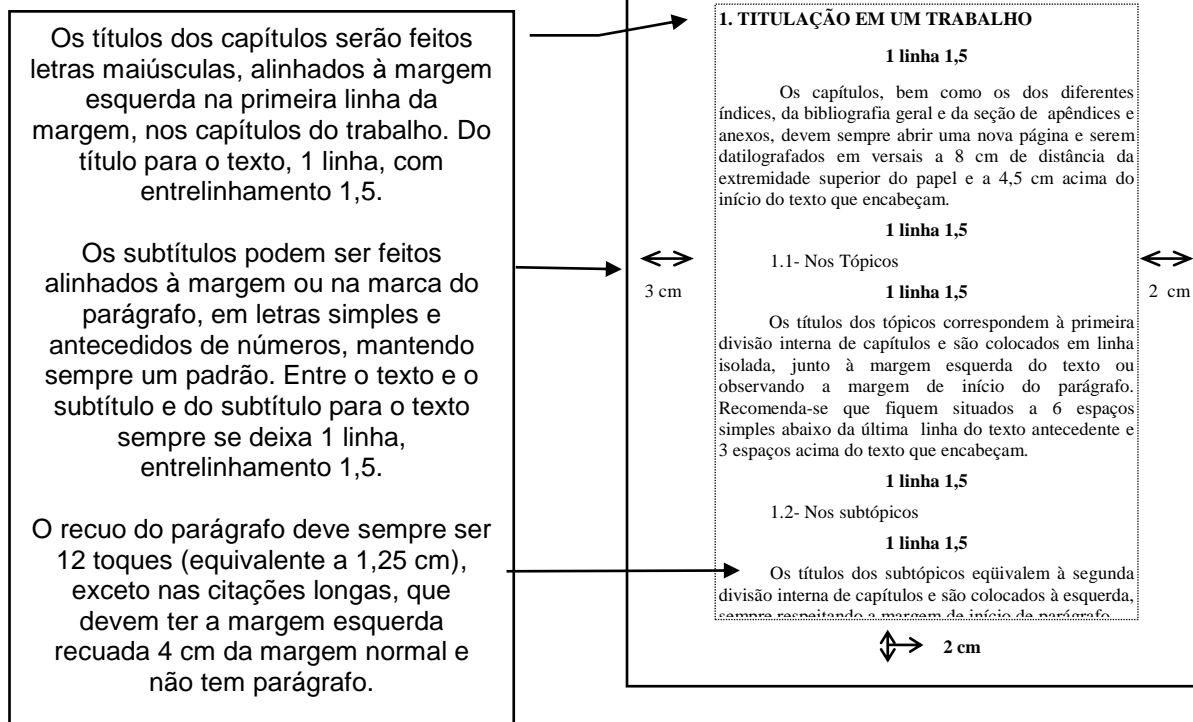 Os títulos dos capítulos serão feitos
letras maiúsculas, alinhados à margem
esquerda na primeira linha da
margem, nos capítulos do trabalho. Do
título para o texto, 1 linha, com
entrelinhamento 1,5.
Os subtítulos podem ser feitos
alinhados à margem ou na marca do
parágrafo, em letras simples e
antecedidos de números, mantendo
sempre um padrão. Entre o texto e o
subtítulo e do subtítulo para o texto
sempre se deixa 1 linha,
entrelinhamento 1,5.
O recuo do parágrafo deve sempre ser
12 toques (equivalente a 1,25 cm),
exceto nas citações longas, que
devem ter a margem esquerda
recuada 4 cm da margem normal e
não tem parágrafo.
1. TITULAÇÃO EM UM TRABALHO
1 linha 1,5
Os capítulos, bem como os dos diferentes
índices, da bibliografia geral e da seção de apêndices e
anexos, devem sempre abrir uma nova página e serem
datilografados em versais a 8 cm de distância da
extremidade superior do papel e a 4,5 cm acima do
início do texto que encabeçam.
1 linha 1,5
1.1- Nos Tópicos
3 cm
1 linha 1,5
2 cm
Os títulos dos tópicos correspondem à primeira
divisão interna de capítulos e são colocados em linha
isolada, junto à margem esquerda do texto ou
observando a margem de início do parágrafo.
Recomenda-se que fiquem situados a 6 espaços
simples abaixo da última linha do texto antecedente e
3 espaços acima do texto que encabeçam.
1 linha 1,5
1.2- Nos subtópicos
1 linha 1,5
Os títulos dos subtópicos eqüivalem à segunda
divisão interna de capítulos e são colocados à esquerda,
sempre respeitando a margem de início de parágrafo
2 cm